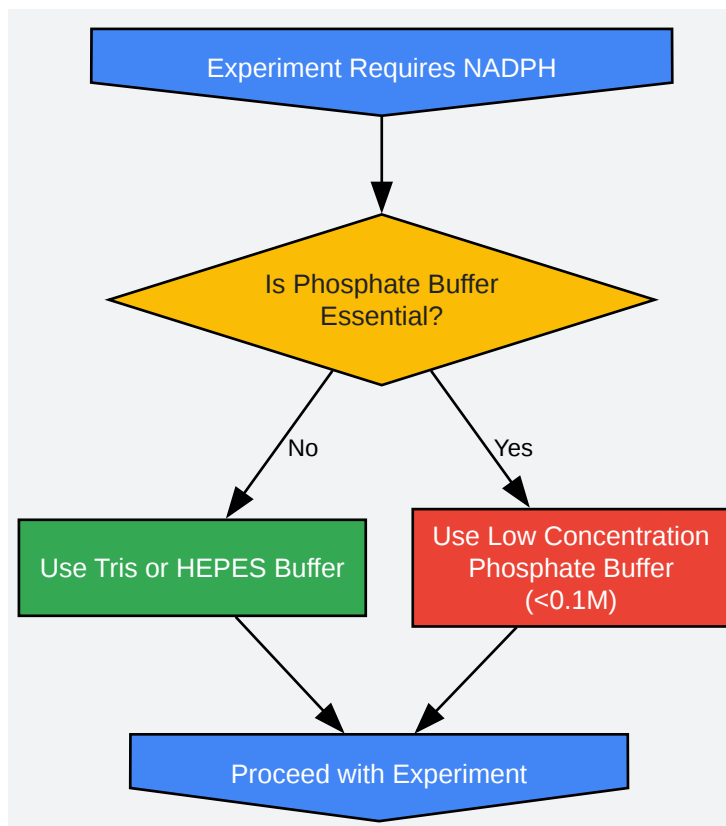 Experiment Requires NADPH
Is Phosphate Buffer
Essential?
No
Yes
Use Tris or HEPES Buffer
Use Low Concentration
Phosphate Buffer
(<0.1M)
Proceed with Experiment